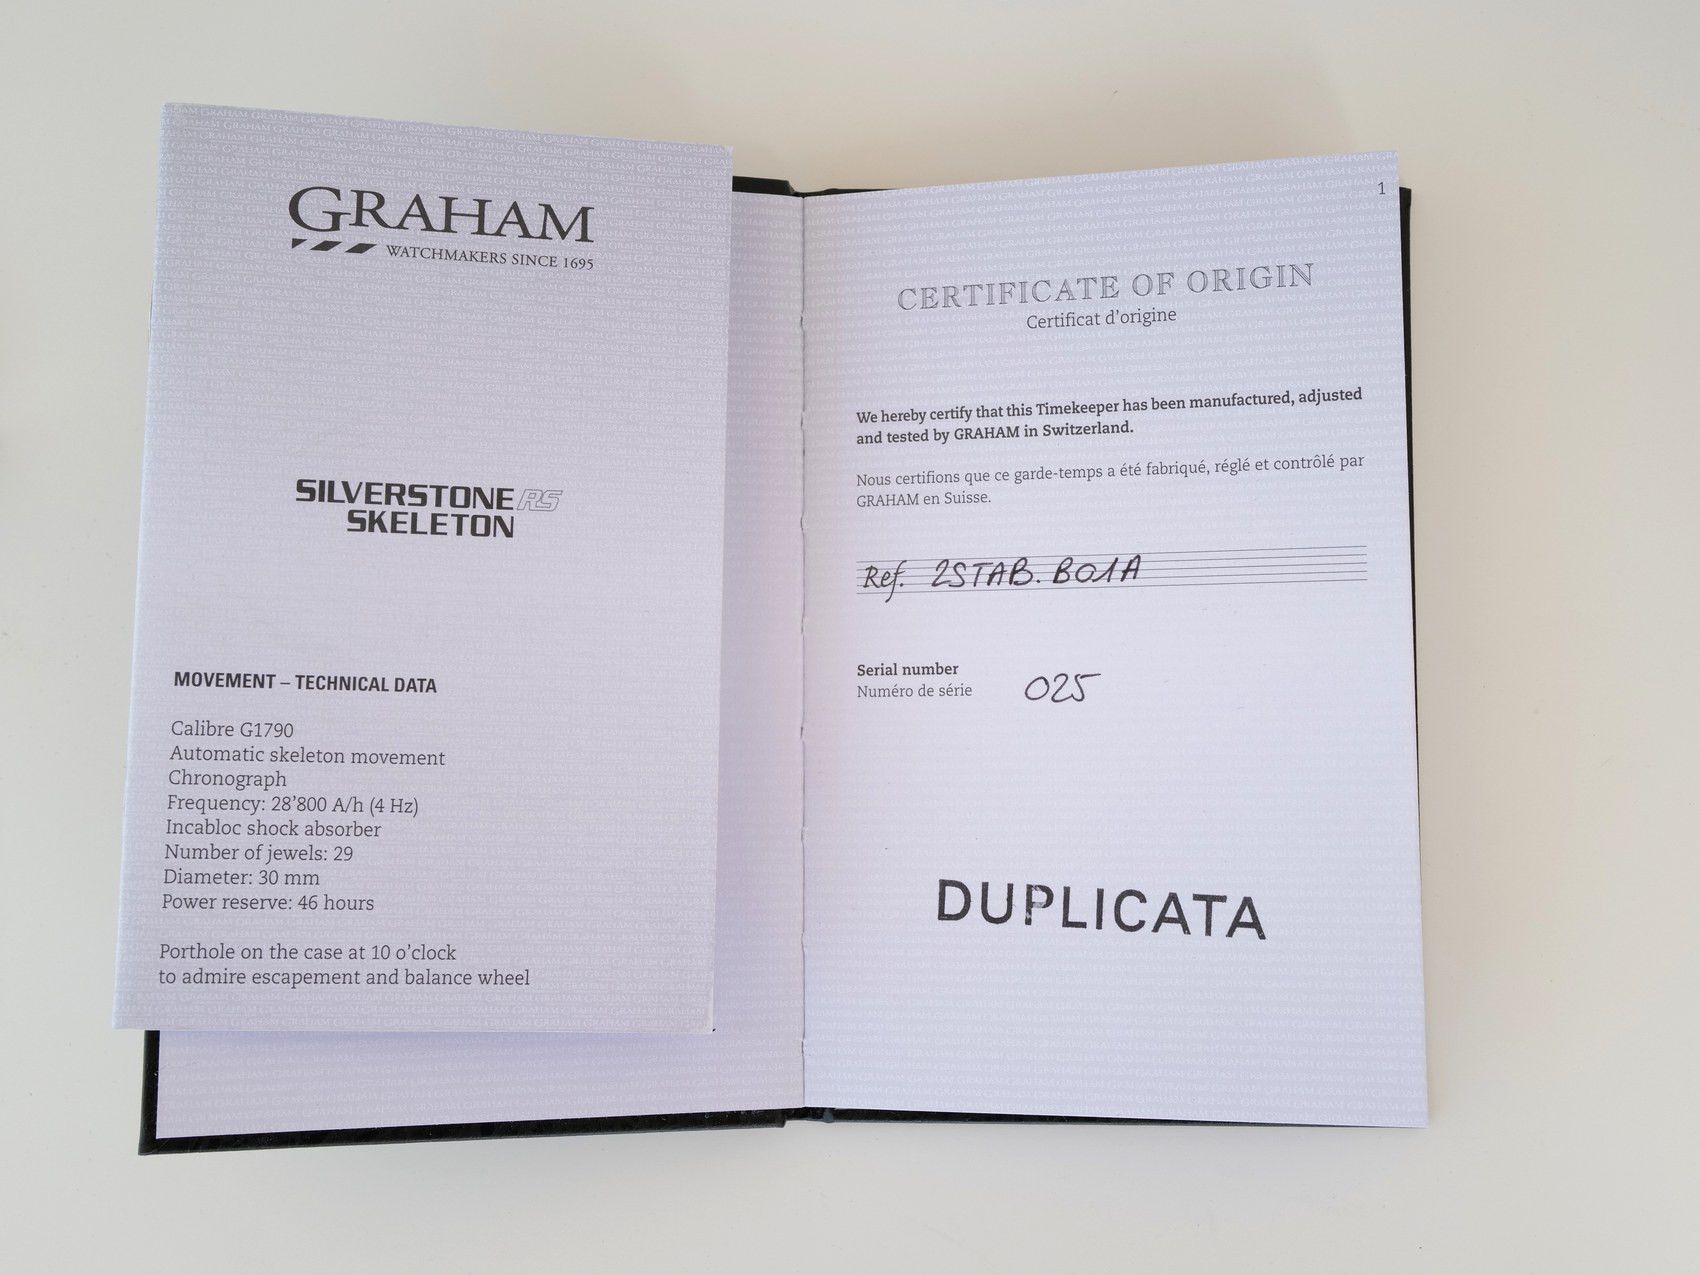 GRAHAM
WATCHMAKERS SINCE 1695
SILVERSTONE RS
SKELETON
MOVEMENT – TECHNICAL DATA
Calibre G1790
Automatic skeleton movement
Chronograph
Frequency: 28'800 A/h (4 Hz)
Incabloc shock absorber
Number of jewels: 29
Diameter: 30 mm
Power reserve: 46 hours
Porthole on the case at 10 o'clock
to admire escapement and balance wheel
1
CERTIFICATE OF ORIGIN
Certificat d'origine
We hereby certify that this Timekeeper has been manufactured, adjusted
and tested by GRAHAM in Switzerland.
Nous certifions que ce garde-temps a été fabriqué, réglé et contrôlé par
GRAHAM en Suisse.
Ref. 2STAB.B01A
Serial number
Numéro de série 025
DUPLICATA